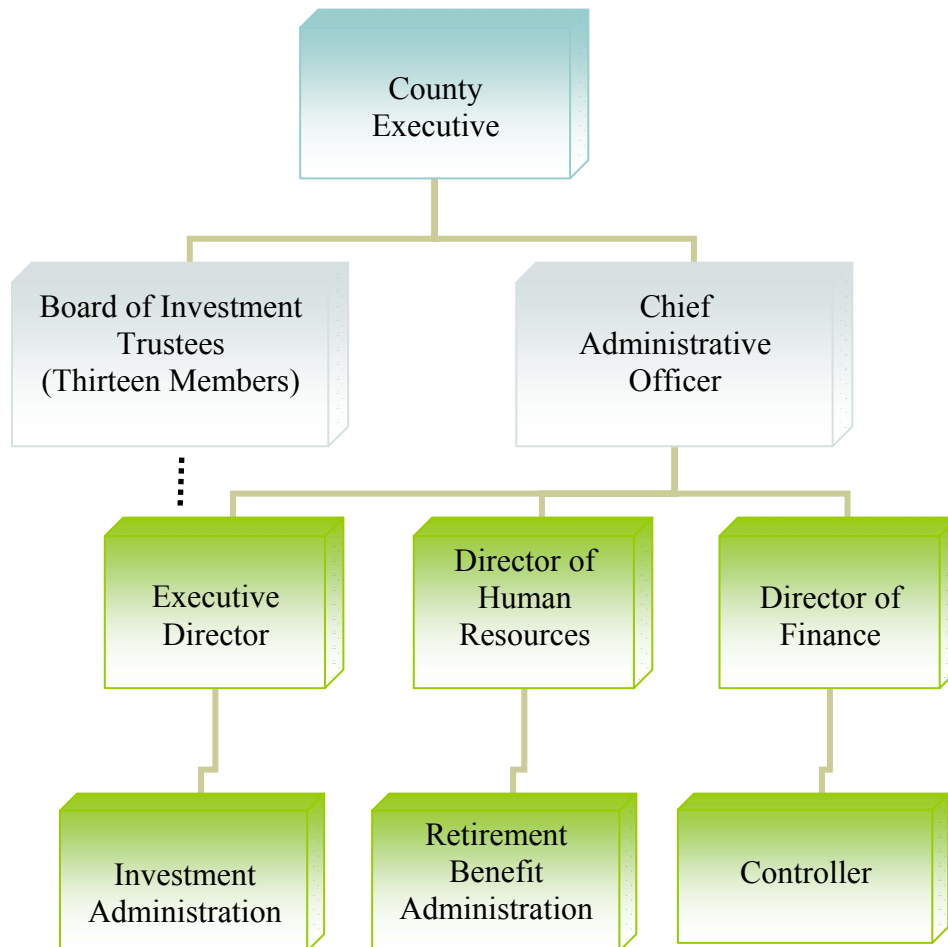 County
Executive
Board of Investment
Trustees
(Thirteen Members)
Chief
Administrative
Officer
Executive
Director
Director of
Human
Resources
Director of
Finance
Investment
Administration
Retirement
Benefit
Administration
Controller